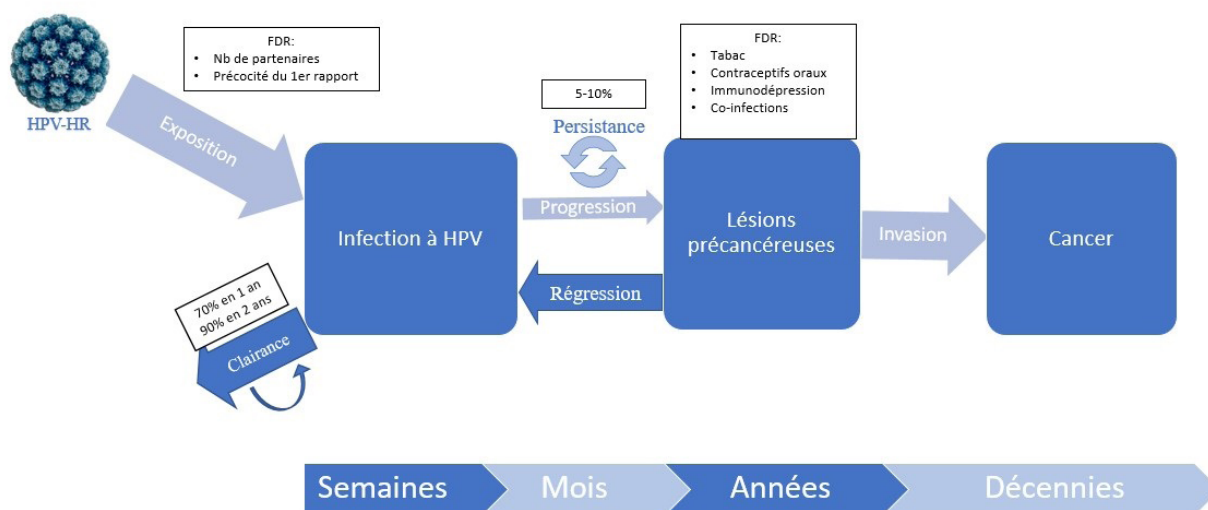 HPV-HR
FDR:
• Nb de partenaires
• Précocité du 1er rapport
Exposition
Infection à HPV
70% en 1 an
90% en 2 ans
Clairance
5-10%
Persistance
Progression
Régression
FDR:
• Tabac
• Contraceptifs oraux
• Immunodépression
• Co-infections
Lésions
précancéreuses
Invasion
Cancer
Semaines
Mois
Années
Décennies